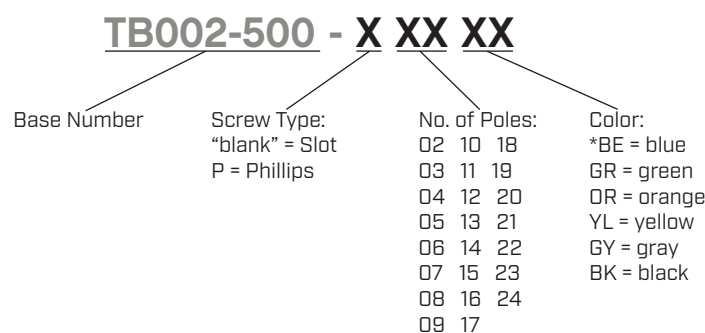 TB002-500 - X XX XX
Base Number
Screw Type:
“blank” = Slot
P = Phillips
No. of Poles:
02 10 18
03 11 19
04 12 20
05 13 21
06 14 22
07 15 23
08 16 24
09 17
Color:
*BE = blue
GR = green
OR = orange
YL = yellow
GY = gray
BK = black